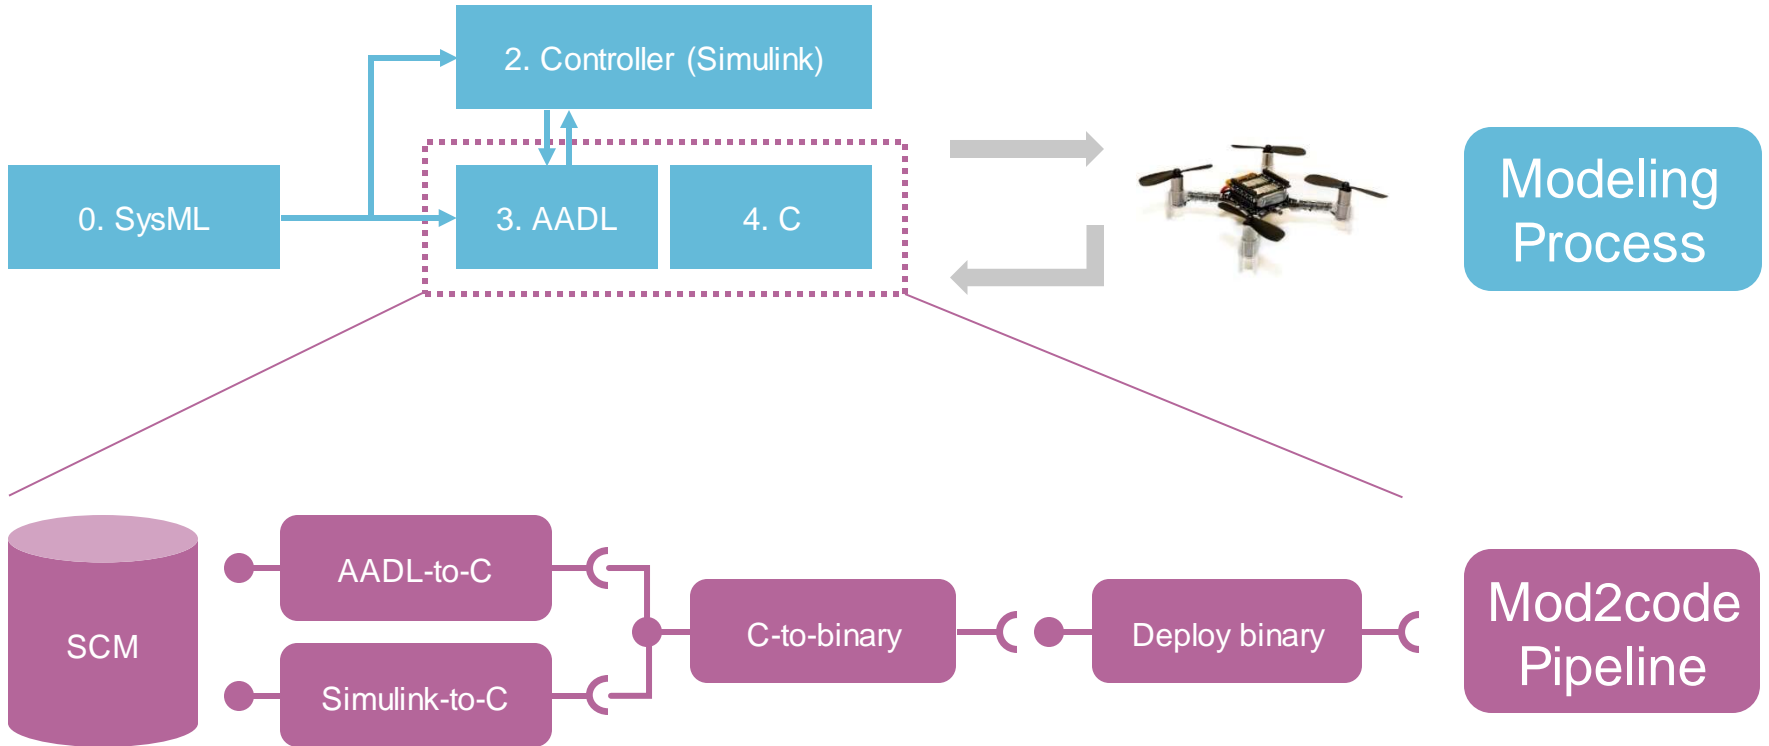 2. Controller (Simulink)
0. SysML
3. AADL
4. C
Modeling
Process
SCM
AADL-to-C
Simulink-to-C
C-to-binary
Deploy binary
Mod2code
Pipeline